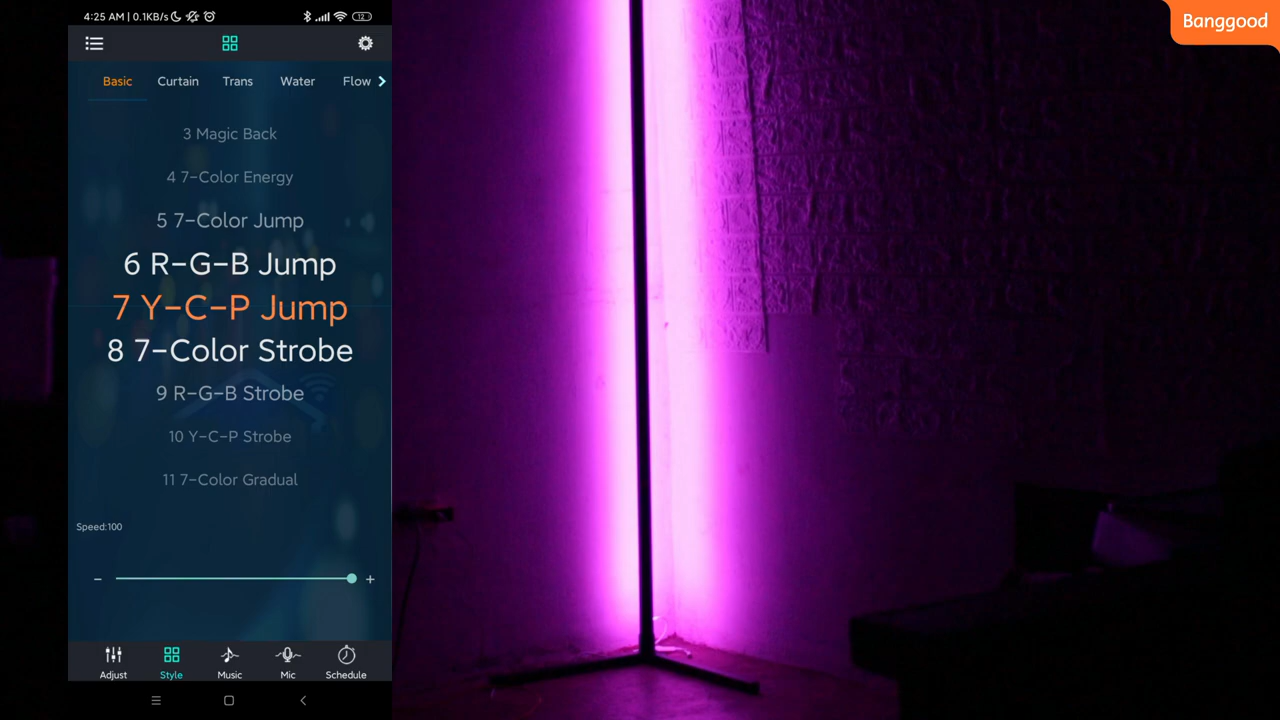 4:25 AM | 0.1KB/s
12
Banggood
Basic Curtain Trans Water Flow
3 Magic Back
4 7-Color Energy
5 7-Color Jump
6 R-G-B Jump
7 Y-C-P Jump
8 7-Color Strobe
9 R-G-B Strobe
10 Y-C-P Strobe
11 7-Color Gradual
Speed:100
Adjust Style Music Mic Schedule